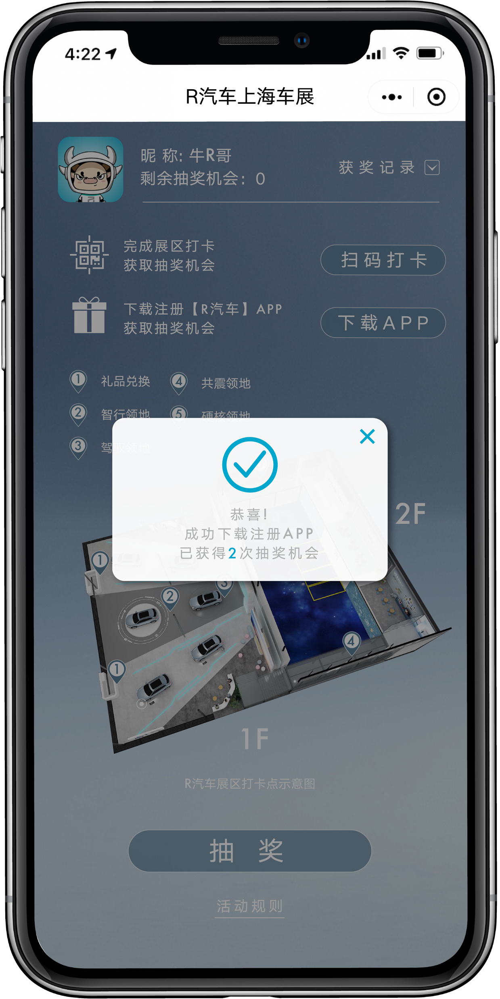 4:22
R汽车上海车展
昵 称: 牛R哥
剩余抽奖机会: 0
获奖记录
完成展区打卡
获取抽奖机会
扫码打卡
下载注册【R汽车】APP
获取抽奖机会
下载APP
1 礼品兑换
4 共震领地
2 智行领地
5 硬核领地
3 驾驭领地
恭喜!
成功下载注册APP
已获得2次抽奖机会
2F
1
2
3
4
1
1F
R汽车展区打卡点示意图
抽 奖
活动规则